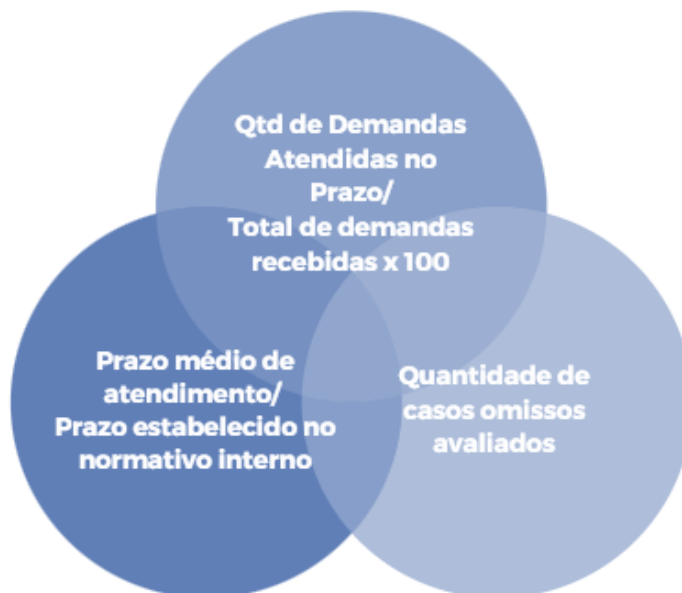 Qtd de Demandas
Atendidas no
Prazo/
Total de demandas
recebidas x 100
Prazo médio de
atendimento/
Prazo estabelecido no
normativo interno
Quantidade de
casos omissos
avaliados